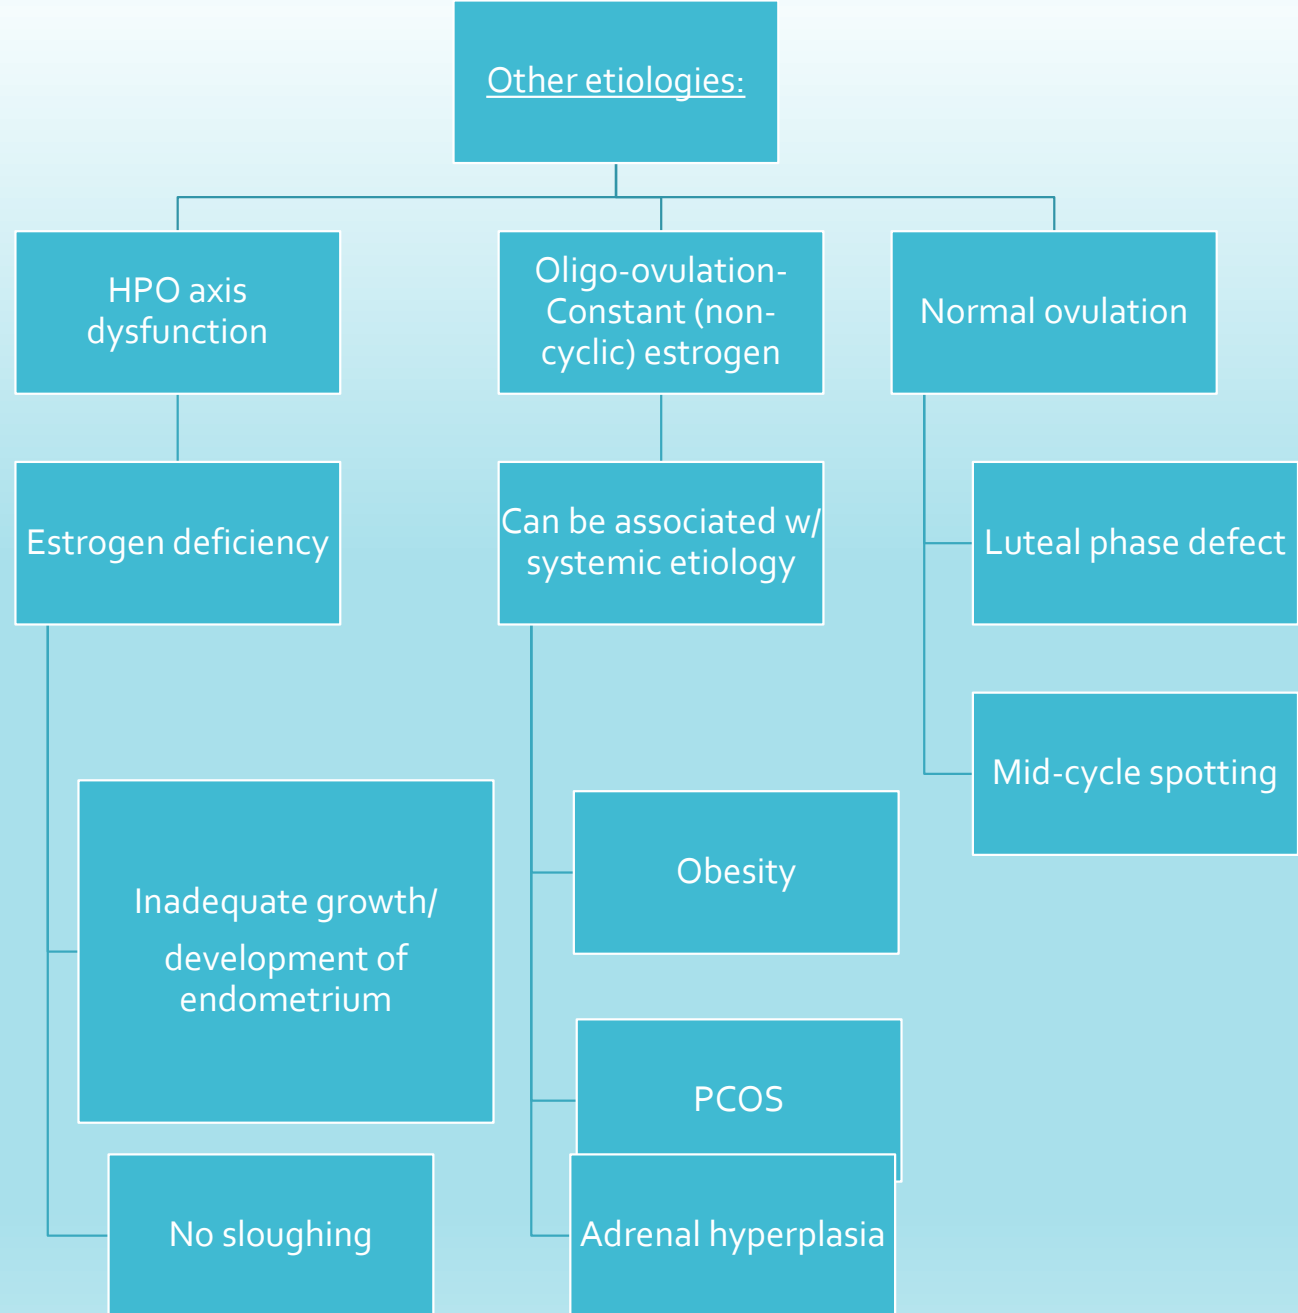 Other etiologies:
HPO axis
dysfunction
Oligo-ovulation-
Constant (non-
cyclic) estrogen
Normal ovulation
Estrogen deficiency
Can be associated w/
systemic etiology
Luteal phase defect
Mid-cycle spotting
Inadequate growth/
development of
endometrium
Obesity
PCOS
No sloughing
Adrenal hyperplasia